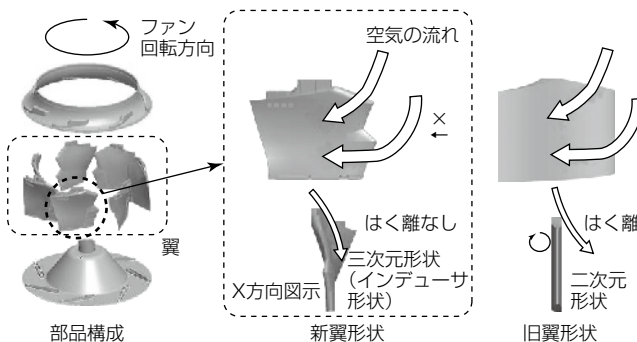 ファン
回転方向
翼
部品構成
空気の流れ
×
はく離なし
三次元形状
(インデューサ
形状)
X方向図示
新翼形状
はく離
二次元
形状
旧翼形状